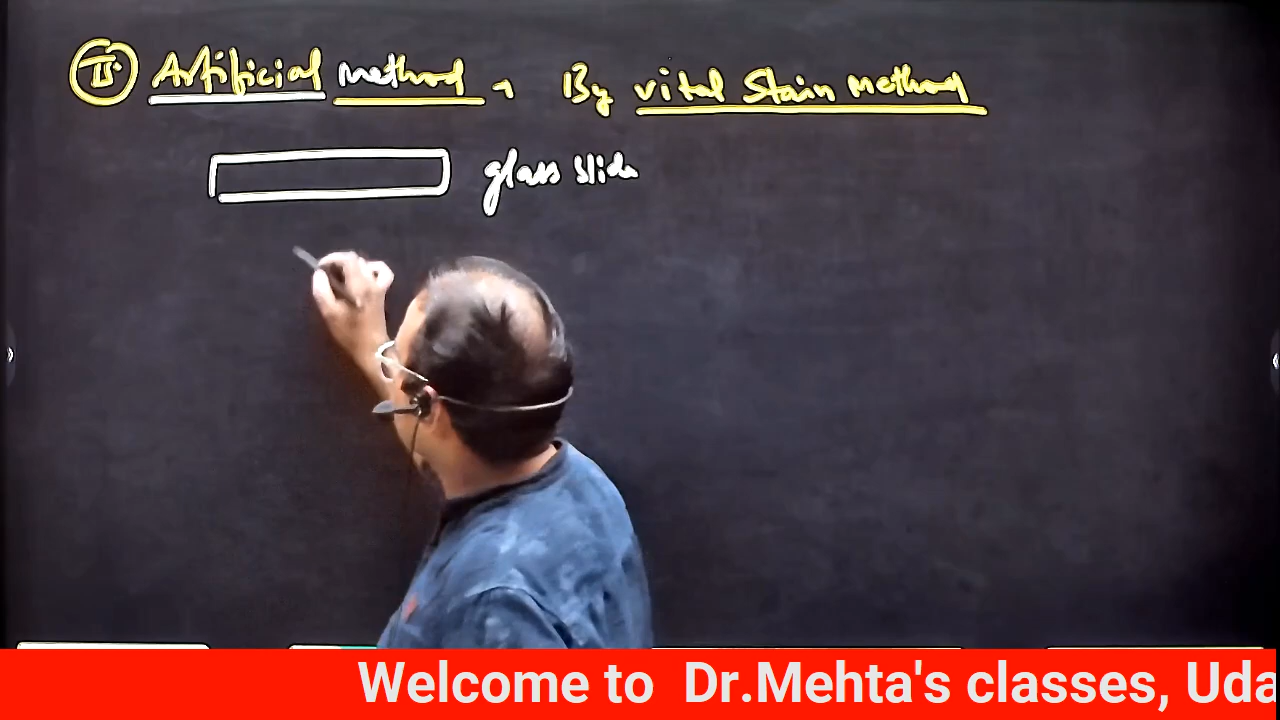 II. Artificial method → By vital stain method
glass slide
Welcome to Dr.Mehta's classes, Uda